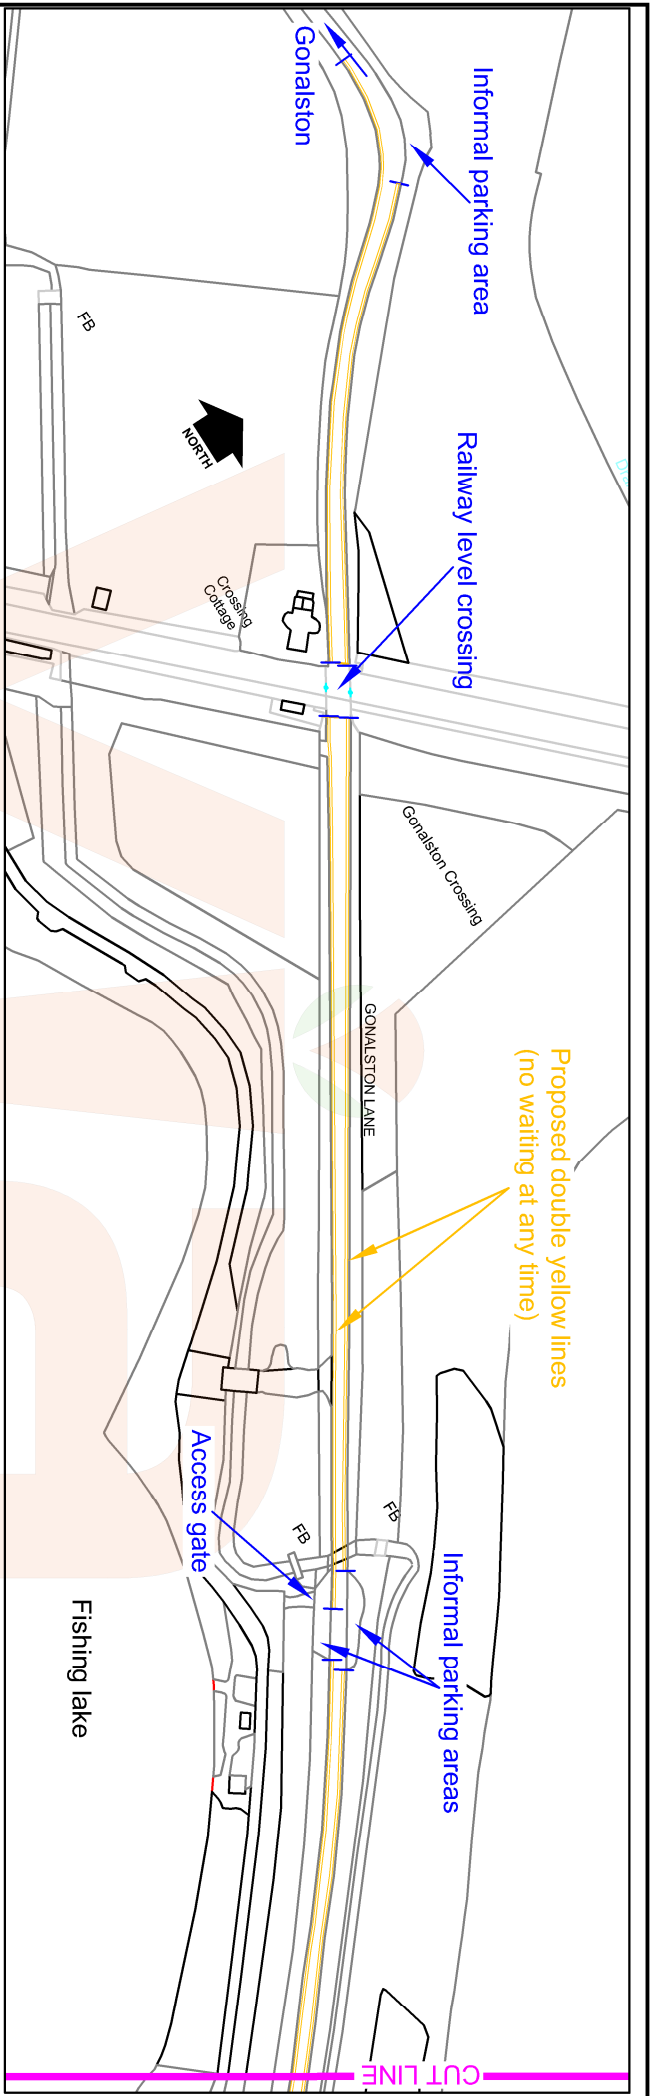 Gonalston
Informal parking area
FB
NORTH
Railway level crossing
Crossing
Cottage
Gonalston Crossing
GONALSTON LANE
Proposed double yellow lines
(no waiting at any time)
Access gate
FB
FB
Informal parking areas
Fishing lake
CUT LINE